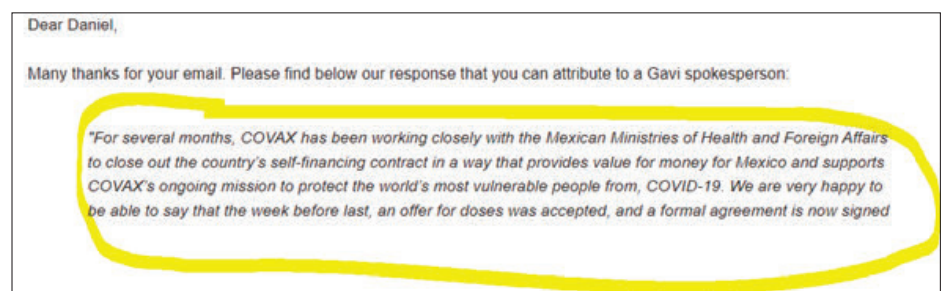 Dear Daniel,
Many thanks for your email. Please find below our response that you can attribute to a Gavi spokesperson:
"For several months, COVAX has been working closely with the Mexican Ministries of Health and Foreign Affairs
to close out the country's self-financing contract in a way that provides value for money for Mexico and supports
COVAX's ongoing mission to protect the world's most vulnerable people from, COVID-19. We are very happy to
be able to say that the week before last, an offer for doses was accepted, and a formal agreement is now signed